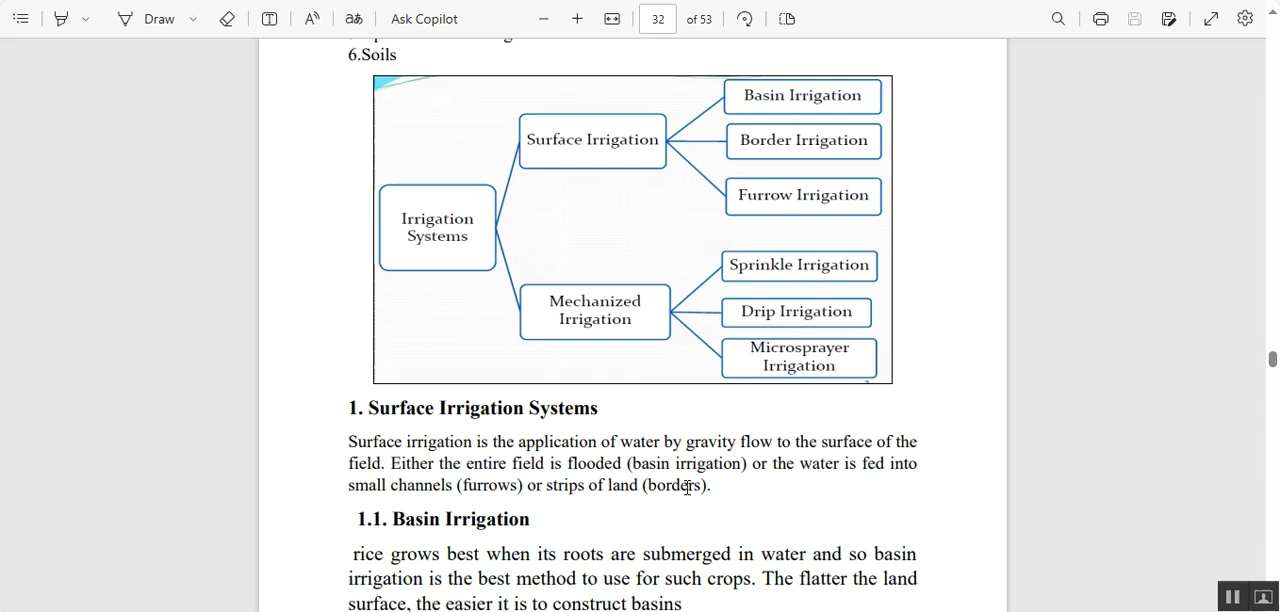 Draw
Ask Copilot
32 of 53
6.Soils
Basin Irrigation
Surface Irrigation
Border Irrigation
Furrow Irrigation
Irrigation
Systems
Sprinkle Irrigation
Mechanized
Irrigation
Drip Irrigation
Microsprayer
Irrigation
1. Surface Irrigation Systems
Surface irrigation is the application of water by gravity flow to the surface of the
field. Either the entire field is flooded (basin irrigation) or the water is fed into
small channels (furrows) or strips of land (borders).
1.1. Basin Irrigation
rice grows best when its roots are submerged in water and so basin
irrigation is the best method to use for such crops. The flatter the land
surface, the easier it is to construct basins